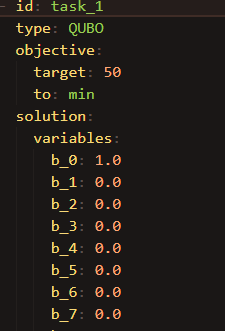 - id: task_1
type: QUBO
objective:
target: 50
to: min
solution:
variables:
b_0: 1.0
b_1: 0.0
b_2: 0.0
b_3: 0.0
b_4: 0.0
b_5: 0.0
b_6: 0.0
b_7: 0.0